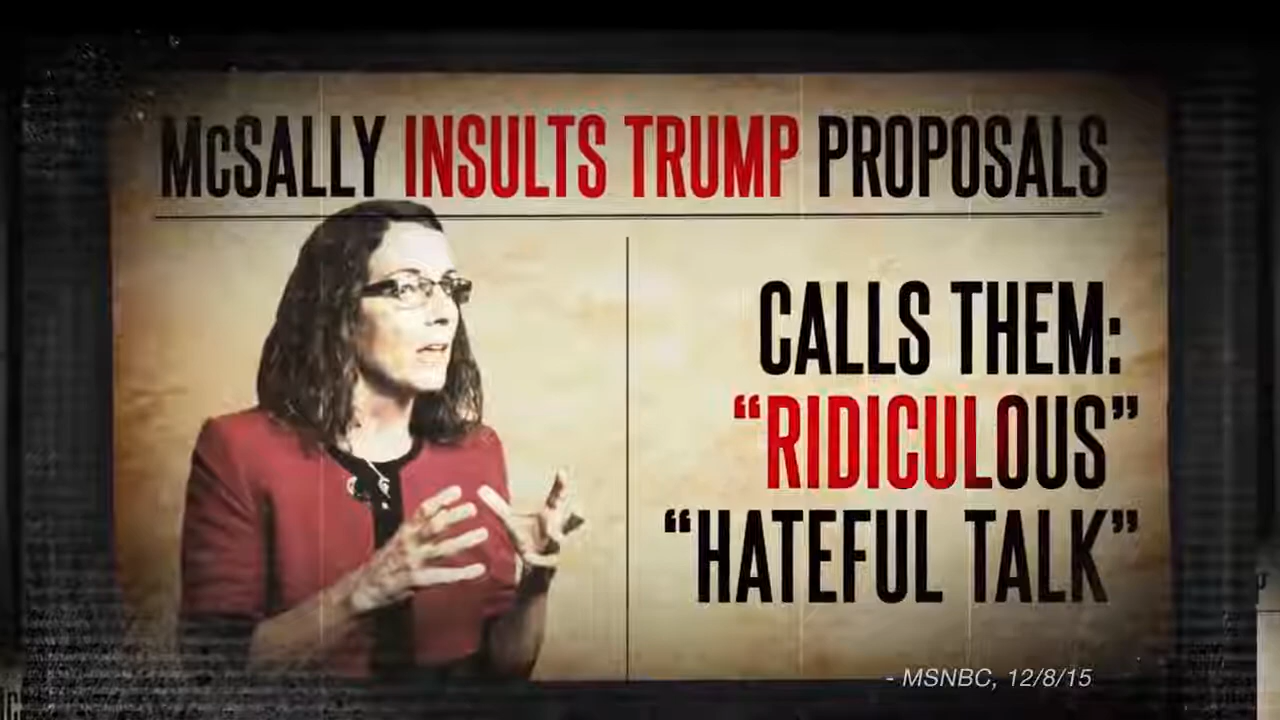 McSALLY INSULTS TRUMP PROPOSALS
CALLS THEM:
“RIDICULOUS”
“HATEFUL TALK”
- MSNBC, 12/8/15